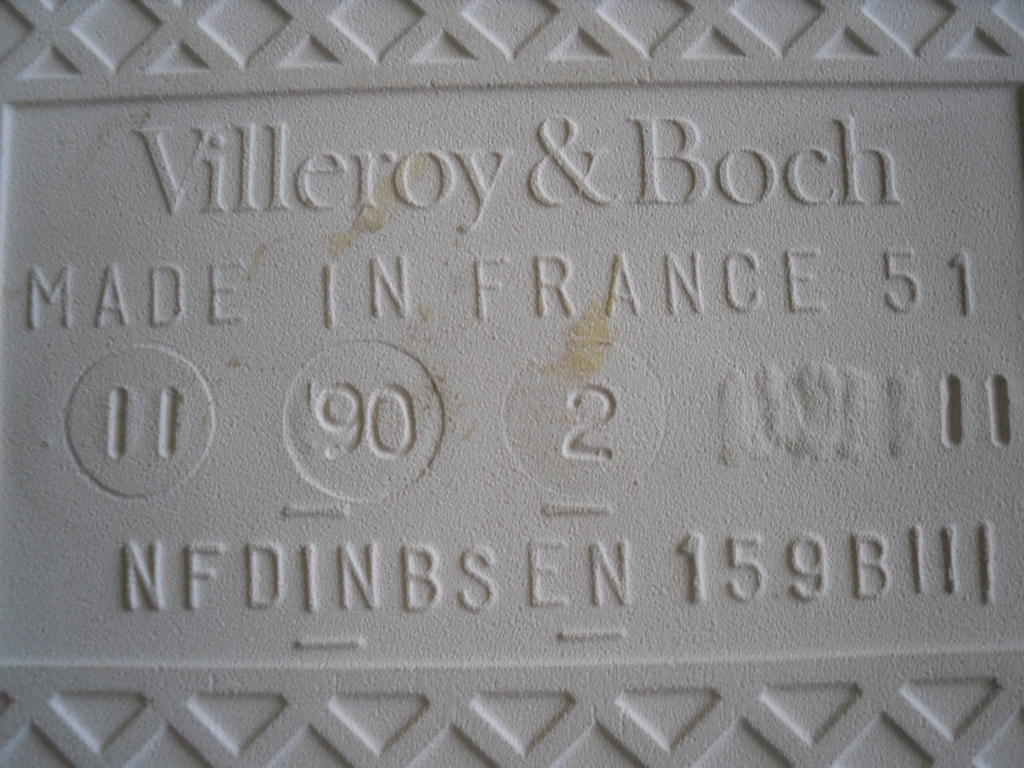 Villeroy & Boch
MADE IN FRANCE 51
11 90 2 11
NFDINBSEN 159BIII